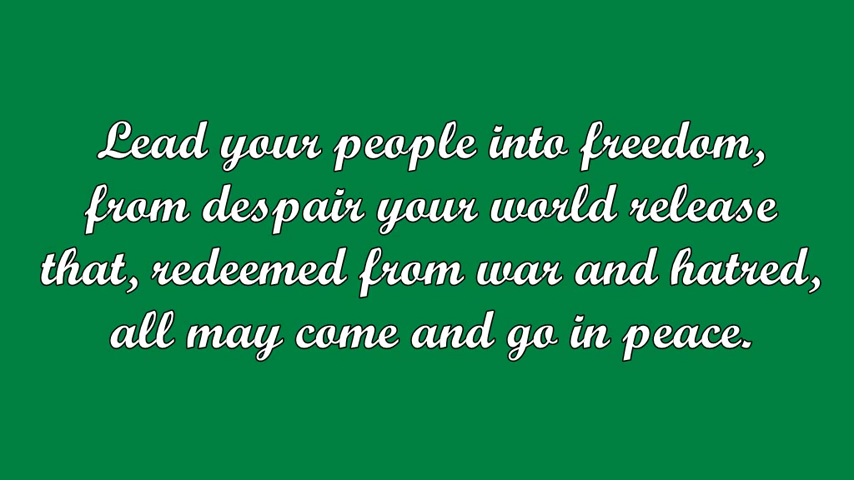 Lead your people into freedom,
from despair your world release
that, redeemed from war and hatred,
all may come and go in peace.